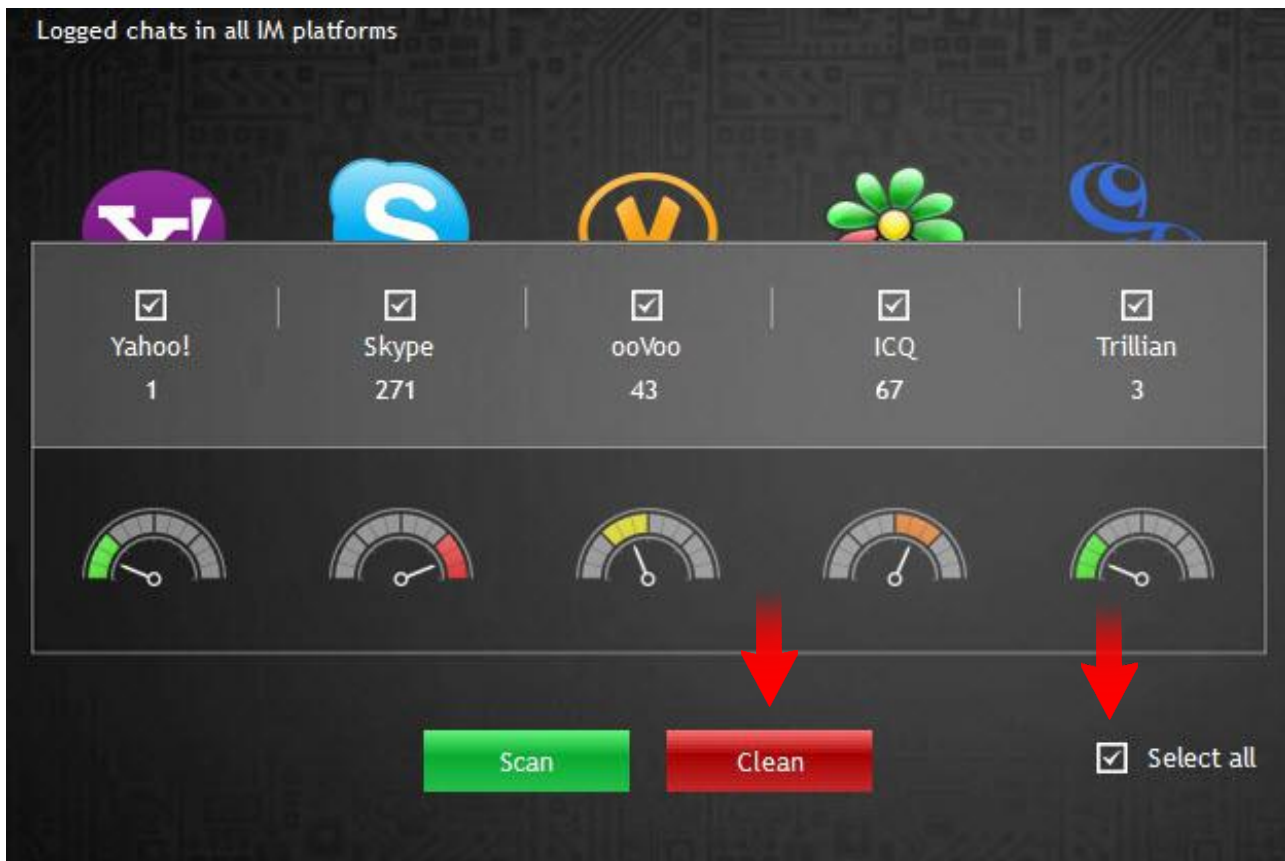 Logged chats in all IM platforms
Y!
S
V
Yahoo!
Skype
ooVoo
ICQ
Trillian
1
271
43
67
3
Scan
Clean
Select all